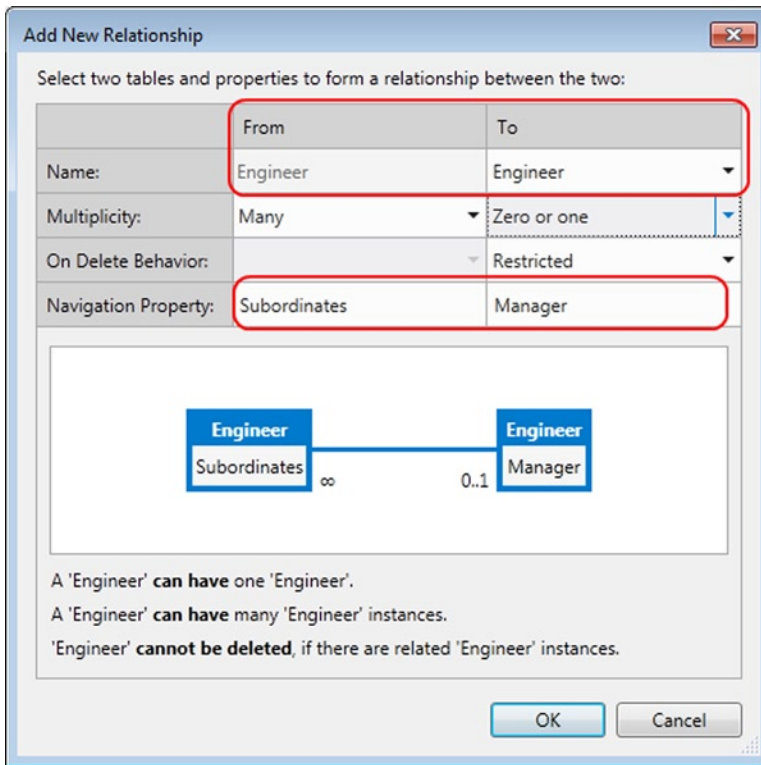 Add New Relationship
Select two tables and properties to form a relationship between the two:
From To
Name: Engineer Engineer
Multiplicity: Many Zero or one
On Delete Behavior: Restricted
Navigation Property: Subordinates Manager
Engineer Engineer
Subordinates Manager
∞ 0..1
A 'Engineer' can have one 'Engineer'.
A 'Engineer' can have many 'Engineer' instances.
'Engineer' cannot be deleted, if there are related 'Engineer' instances.
OK Cancel